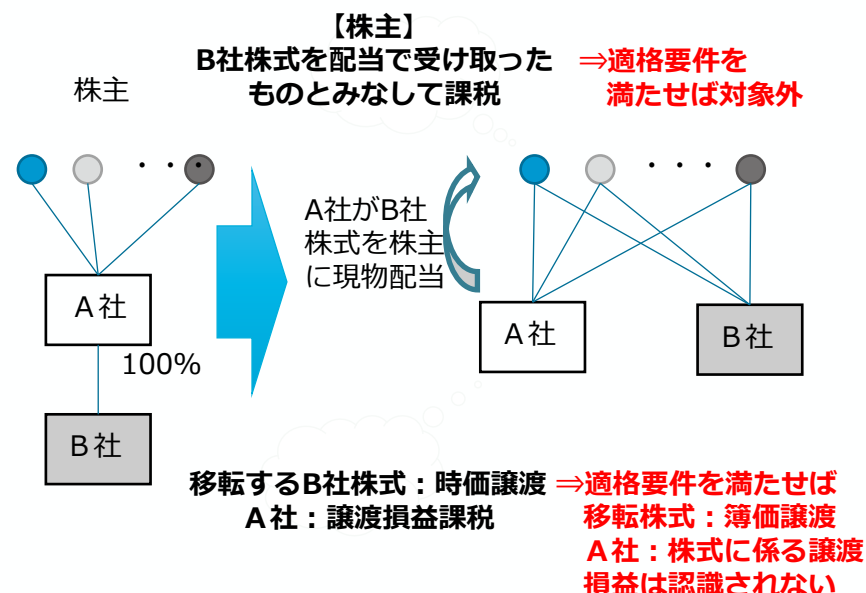 【株主】
B社株式を配当で受け取った
ものとみなして課税
⇒適格要件を
満たせば対象外
株主
・・・
・・・
A社がB社
株式を株主
に現物配当
A社
100%
B社
A社
B社
移転するB社株式：時価譲渡
A社：譲渡損益課税
⇒適格要件を満たせば
移転株式：簿価譲渡
A社：株式に係る譲渡
損益は認識されない